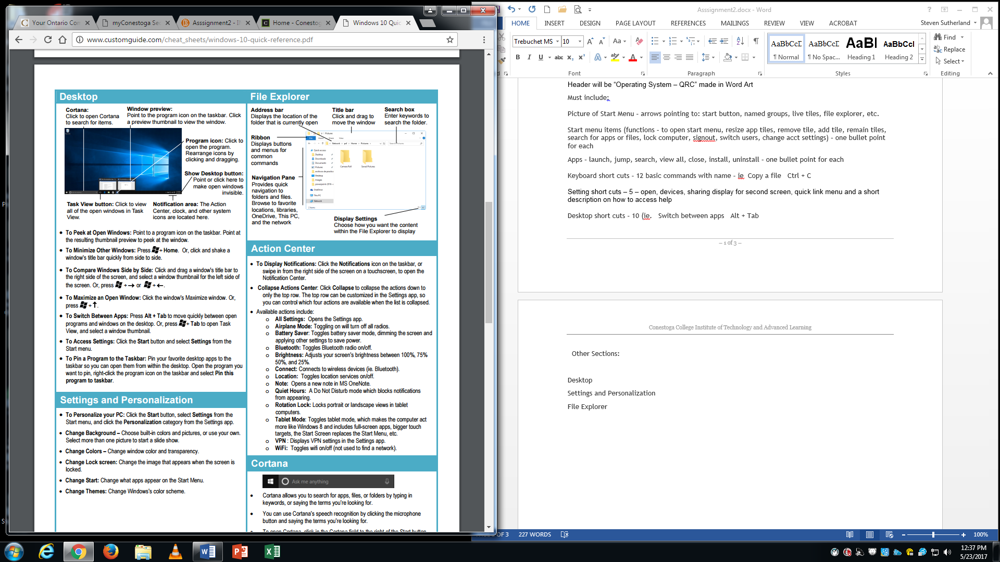 Your Ontario Con
myConestoga Sec
Asssignment2 - I
Home - Conestog
Windows 10 Quic
www.customguide.com/cheat_sheets/windows-10-quick-reference.pdf
Desktop
Cortana:
Click to open Cortana
to search for items.
Window preview:
Point to the program icon on the taskbar. Click
a preview thumbnail to view the window.
Program icon: Click to
open the program.
Rearrange icons by
clicking and dragging.
Show Desktop button:
Point or click here to
make open windows
invisible.
Task View button: Click to view
all of the open windows in Task
View.
Notification area: The Action
Center, clock, and other system
icons are located here.
• To Peek at Open Windows: Point to a program icon on the taskbar. Point at
the resulting thumbnail preview to peek at the window.
• To Minimize Other Windows: Press + Home. Or, click and shake a
window's title bar quickly from side to side.
• To Compare Windows Side by Side: Click and drag a window's title bar to
the right side of the screen, and select a window thumbnail for the left side of
the screen. Or, press + → or + ←.
• To Maximize an Open Window: Click the window's Maximize window. Or,
press + ↑.
• To Switch Between Apps: Press Alt + Tab to move quickly between open
programs and windows on the desktop. Or, press + Tab to open Task
View, and select a window thumbnail.
• To Access Settings: Click the Start button and select Settings from the
Start menu.
• To Pin a Program to the Taskbar: Pin your favorite desktop apps to the
taskbar so you can open them from within the desktop. Open the program you
want to pin, right-click the program icon on the taskbar and select Pin this
program to taskbar.
Settings and Personalization
• To Personalize your PC: Click the Start button, select Settings from the
Start menu, and click the Personalization category from the Settings app.
• Change Background – Choose built-in colors and pictures, or use your own.
Select more than one picture to start a slide show.
• Change Colors – Change window color and transparency.
• Change Lock screen: Change the image that appears when the screen is
locked.
• Change Start: Change what apps appear on the Start Menu.
• Change Themes: Change Windows's color scheme.
File Explorer
Address bar
Displays the location of the
folder that is currently open
Title bar
Click and drag to
move the window
Search box
Enter keywords to
search the folder.
Ribbon
Displays buttons
and menus for
common
commands
Navigation Pane
Provides quick
navigation to
folders and files.
Browse to favorite
locations, libraries,
OneDrive, This PC,
and the network
Pictures
File Home Share View
Network Home Pictures
Search Pictures
Quick access
Desktop
Downloads
Documents
Pictures
Desktop
Images
OneDrive
This PC
Network
2 items
Camera Roll
Saved Pictures
Display Settings
Choose how you want the content
within the File Explorer to display
Action Center
• To Display Notifications: Click the Notifications icon on the taskbar, or
swipe in from the right side of the screen on a touchscreen, to open the
Notification Center.
• Collapse Actions Center: Click Collapse to collapse the actions down to
only the top row. The top row can be customized in the Settings app, so
you can control which four actions are available when the list is collapsed.
• Available actions include:
o All Settings: Opens the Settings app.
o Airplane Mode: Toggling on will turn off all radios.
o Battery Saver: Toggles battery saver mode, dimming the screen and
applying other settings to save power.
o Bluetooth: Toggles Bluetooth radio on/off.
o Brightness: Adjusts your screen's brightness between 100%, 75%
50%, and 25%.
o Connect: Connects to wireless devices (ie. Bluetooth).
o Location: Toggles location services on/off.
o Note: Opens a new note in MS OneNote.
o Quiet Hours: A Do Not Disturb mode which blocks notifications
from appearing.
o Rotation Lock: Locks portrait or landscape views in tablet
computers.
o Tablet Mode: Toggles tablet mode, which makes the computer act
more like Windows 8 and includes full-screen apps, bigger touch
targets, the Start Screen replaces the Start Menu, etc.
o VPN : Displays VPN settings in the Settings app.
o WiFi: Toggles wifi on/off (not used to find a network).
Cortana
Ask me anything
• Cortana allows you to search for apps, files, or folders by typing in
keywords, or saying the terms you're looking for.
• You can use Cortana's speech recognition by clicking the microphone
button and saying the terms you're looking for.
• To open Cortana, click in the Cortana field to the right of the Start button
Asssignment2.docx - Word
HOME INSERT DESIGN PAGE LAYOUT REFERENCES MAILINGS REVIEW VIEW ACROBAT
Steven Sutherland
Trebuchet MS 10
Font
Paragraph
AaBbCcI AaBbCcI AaBl AaBbCcI
¶ Normal ¶ No Spac... Heading 1 Heading 2
Styles
Find
Replace
Select
Editing
Header will be “Operating System – QRC” made in Word Art
Must include:
Picture of Start Menu - arrows pointing to: start button, named groups, live tiles, file explorer, etc.
Start menu items (functions - to open start menu, resize app tiles, remove tile, add tile, remain tiles,
search for apps or files, lock computer, signout, switch users, change acct settings) - one bullet point
for each
Apps - launch, jump, search, view all, close, install, uninstall - one bullet point for each
Keyboard short cuts - 12 basic commands with name - ie Copy a file Ctrl + C
Setting short cuts – 5 – open, devices, sharing display for second screen, quick link menu and a short
description on how to access help
Desktop short cuts - 10 (ie. Switch between apps Alt + Tab
– 1 of 3 –
Conestoga College Institute of Technology and Advanced Learning
Other Sections:
Desktop
Settings and Personalization
File Explorer
OF 3 227 WORDS
100%
12:37 PM
5/23/2017